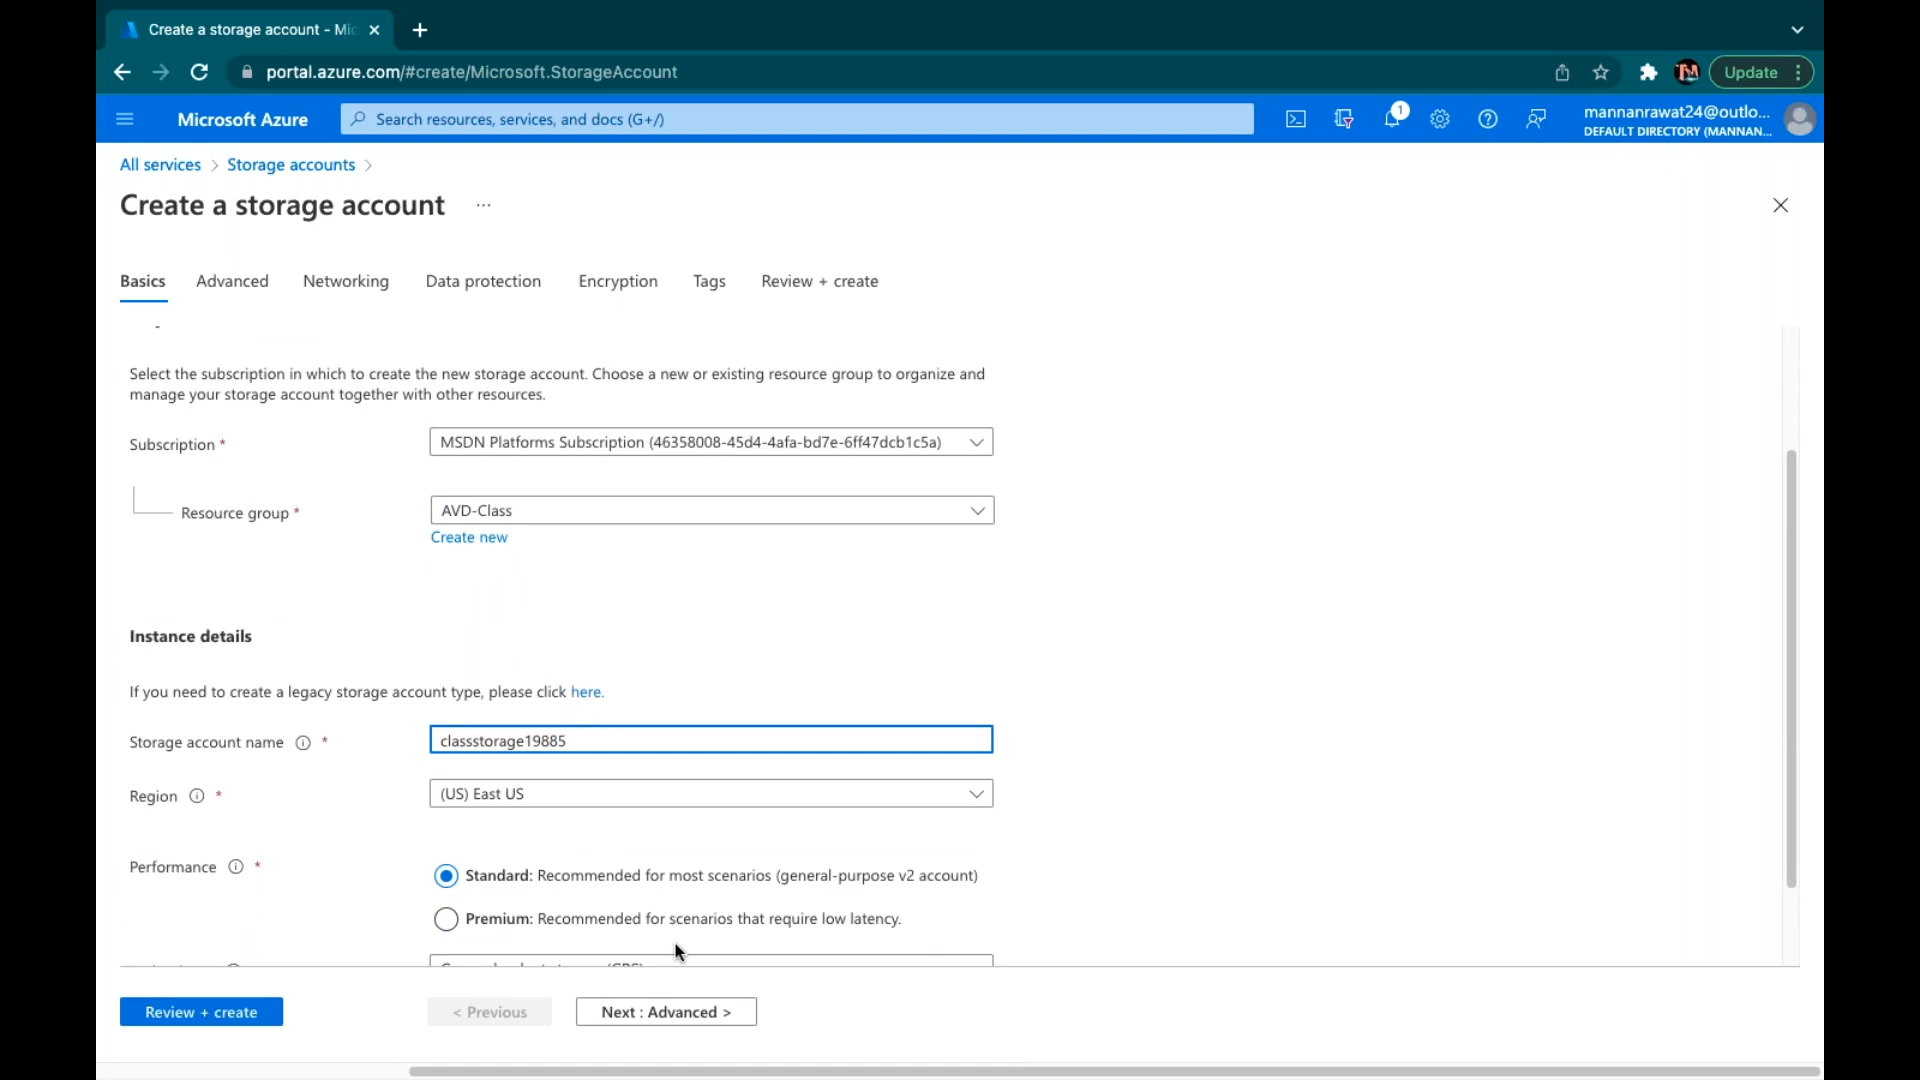 Create a storage account - Mic
portal.azure.com/#create/Microsoft.StorageAccount
Update
Microsoft Azure
Search resources, services, and docs (G+/)
1
mannanrawat24@outlo...
DEFAULT DIRECTORY (MANNAN...
All services > Storage accounts >
Create a storage account ...
Basics
Advanced
Networking
Data protection
Encryption
Tags
Review + create
Select the subscription in which to create the new storage account. Choose a new or existing resource group to organize and
manage your storage account together with other resources.
Subscription *
MSDN Platforms Subscription (46358008-45d4-4afa-bd7e-6ff47dcb1c5a)
Resource group *
AVD-Class
Create new
Instance details
If you need to create a legacy storage account type, please click here.
Storage account name *
classstorage19885
Region *
(US) East US
Performance *
Standard: Recommended for most scenarios (general-purpose v2 account)
Premium: Recommended for scenarios that require low latency.
Review + create
< Previous
Next : Advanced >